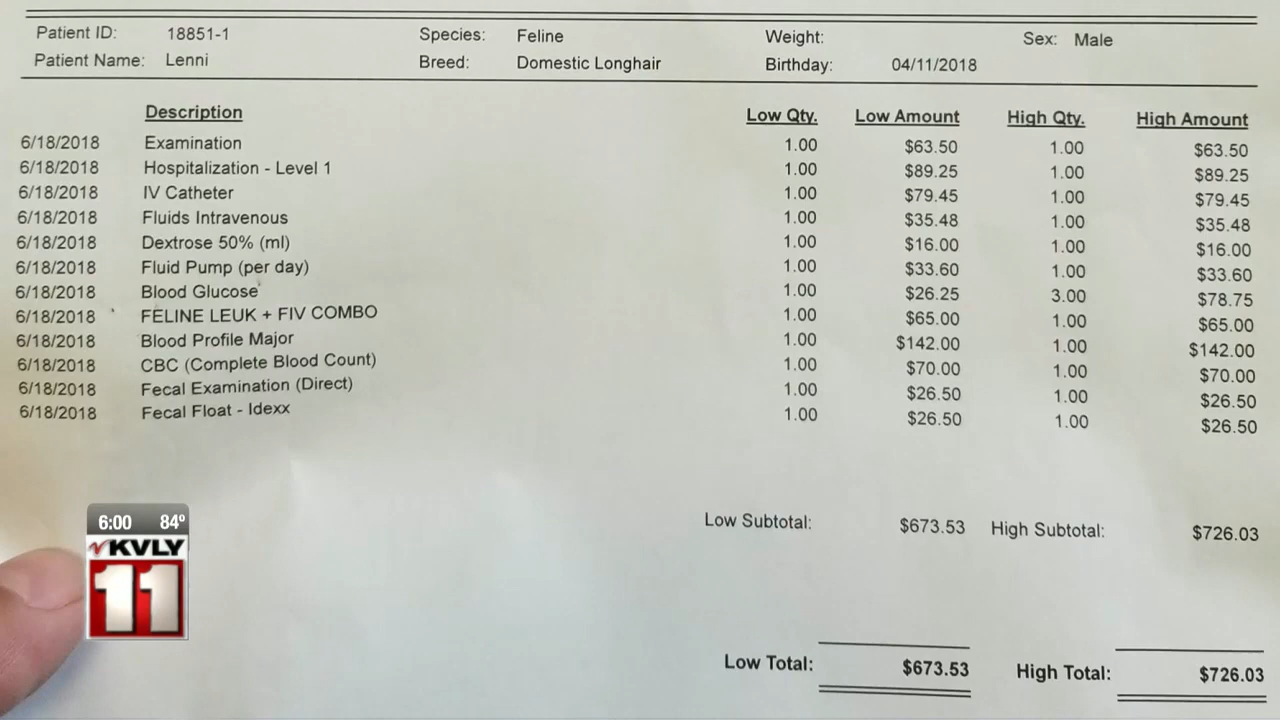 Patient ID: 18851-1 Species: Feline Weight: Sex: Male
Patient Name: Lenni Breed: Domestic Longhair Birthday: 04/11/2018
Description Low Qty. Low Amount High Qty. High Amount
6/18/2018 Examination 1.00 $63.50 1.00 $63.50
6/18/2018 Hospitalization - Level 1 1.00 $89.25 1.00 $89.25
6/18/2018 IV Catheter 1.00 $79.45 1.00 $79.45
6/18/2018 Fluids Intravenous 1.00 $35.48 1.00 $35.48
6/18/2018 Dextrose 50% (ml) 1.00 $16.00 1.00 $16.00
6/18/2018 Fluid Pump (per day) 1.00 $33.60 1.00 $33.60
6/18/2018 Blood Glucose 1.00 $26.25 3.00 $78.75
6/18/2018 FELINE LEUK + FIV COMBO 1.00 $65.00 1.00 $65.00
6/18/2018 Blood Profile Major 1.00 $142.00 1.00 $142.00
6/18/2018 CBC (Complete Blood Count) 1.00 $70.00 1.00 $70.00
6/18/2018 Fecal Examination (Direct) 1.00 $26.50 1.00 $26.50
6/18/2018 Fecal Float - Idexx 1.00 $26.50 1.00 $26.50
Low Subtotal: $673.53 High Subtotal: $726.03
6:00 84º
KVLY
11
Low Total: $673.53 High Total: $726.03